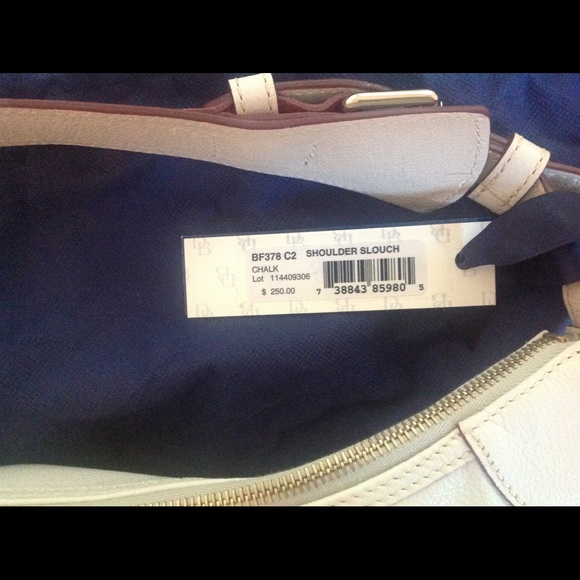 BF378 C2 SHOULDER SLOUCH
CHALK
Lot 114409306
$ 250.00
7 38843 85980 5